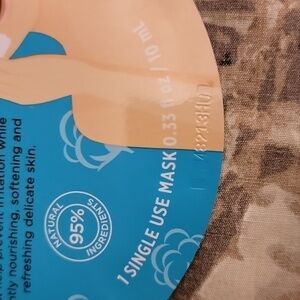 irritation while
nourishing, softening and
refreshing delicate skin.
NATURAL
95%
INGREDIENTS
1 SINGLE USE MASK 0.33 fl oz / 10 mL